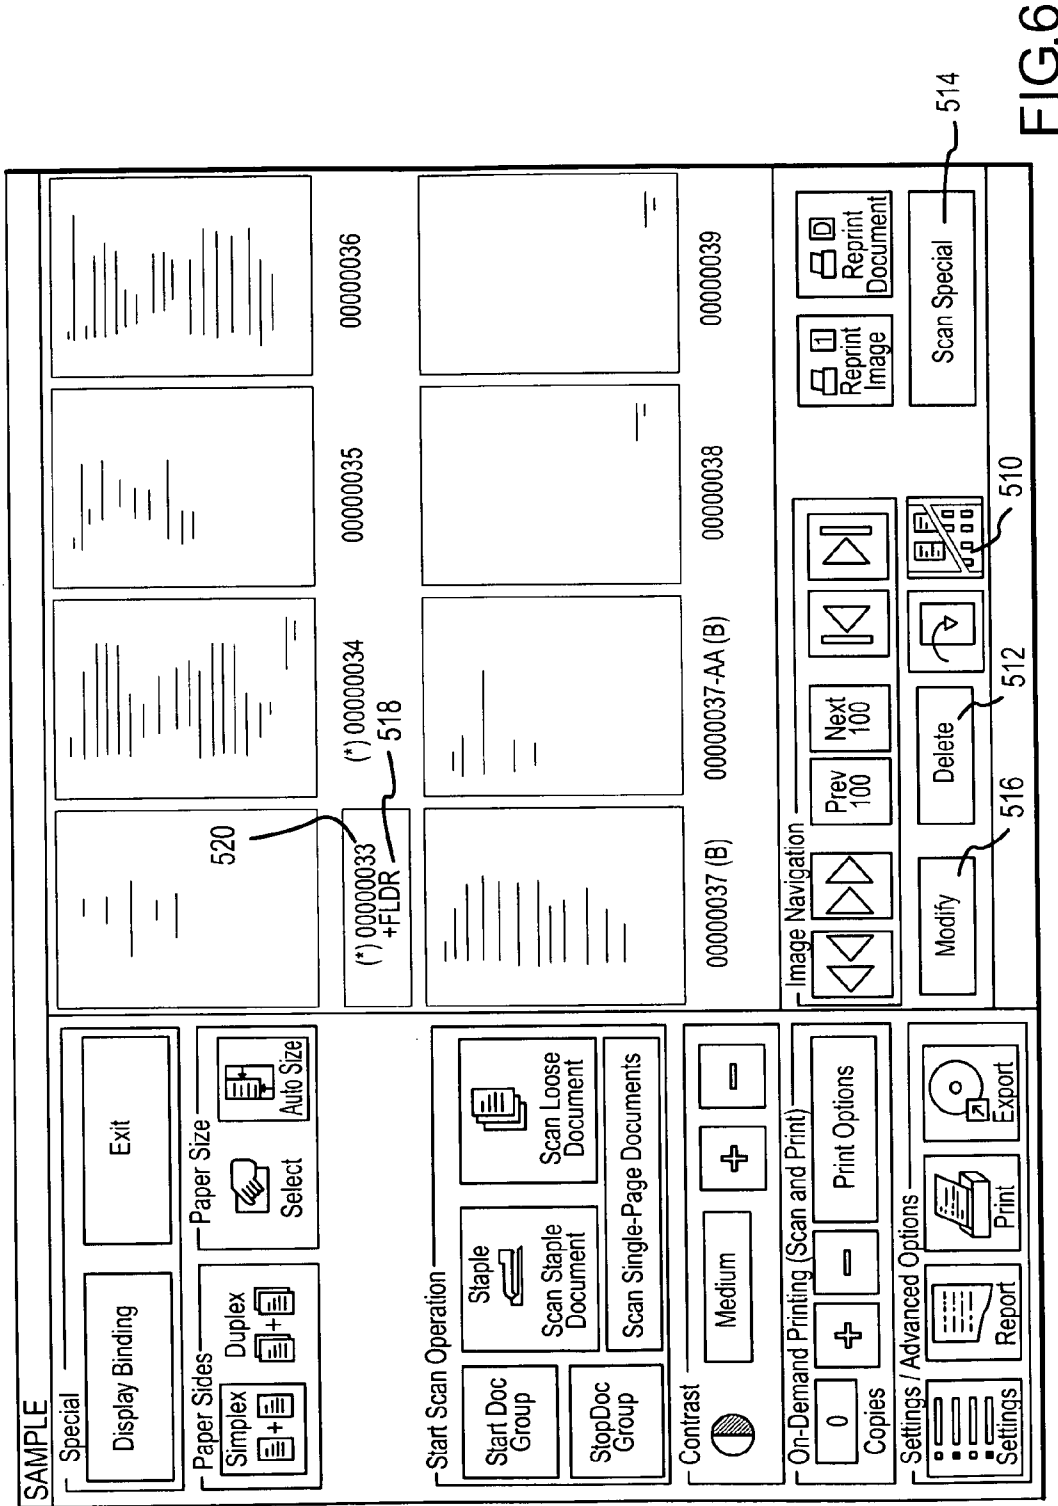 SAMPLE
Special
Display Binding
Exit
Paper Sides
Simplex
Duplex
Paper Size
Select
Auto Size
Start Scan Operation
Start Doc
Group
StopDoc
Group
Staple
Scan Staple
Document
Scan Loose
Document
Scan Single-Page Documents
Contrast
Medium
On-Demand Printing (Scan and Print)
0
Copies
Print Options
Settings / Advanced Options
Settings
Report
Print
Export
520
(*) 00000033
+FLDR
(*) 00000034
518
00000035
00000036
00000037 (B)
00000037-AA (B)
00000038
00000039
Image Navigation
Prev
100
Next
100
1
Reprint
Image
D
Reprint
Document
Modify
516
Delete
512
510
Scan Special
514
FIG.6